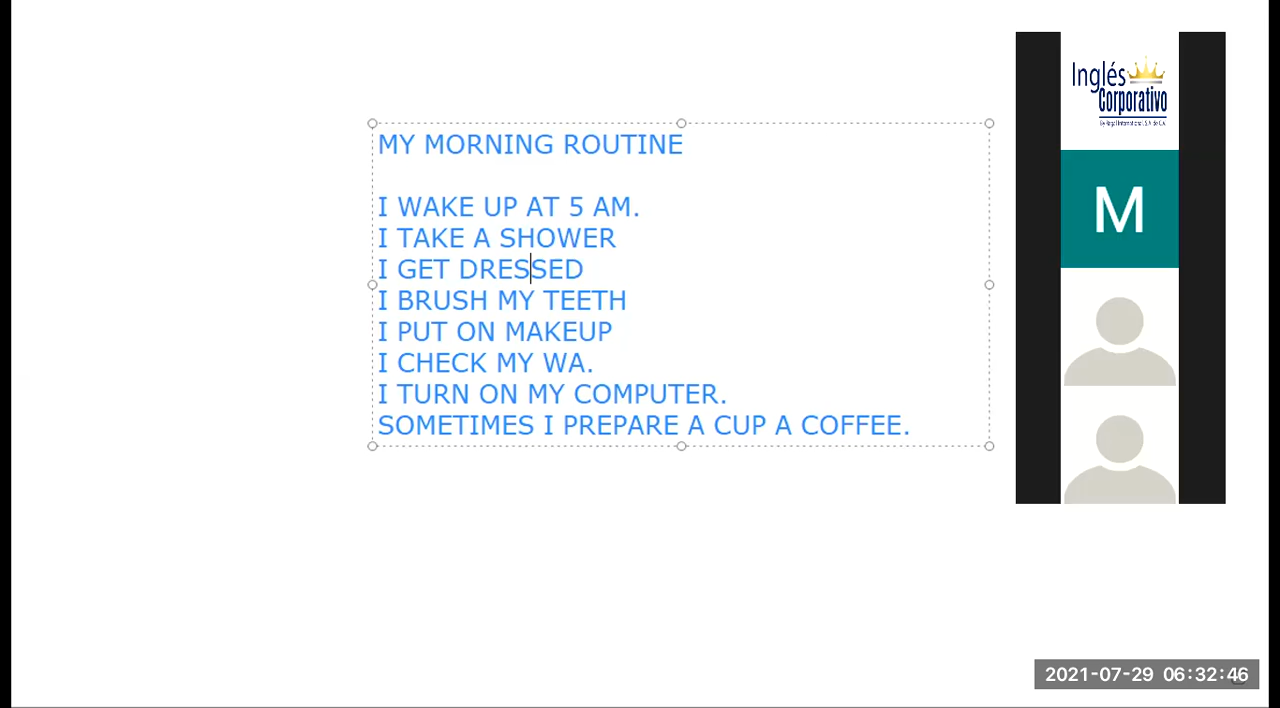 MY MORNING ROUTINE
I WAKE UP AT 5 AM.
I TAKE A SHOWER
I GET DRESSED
I BRUSH MY TEETH
I PUT ON MAKEUP
I CHECK MY WA.
I TURN ON MY COMPUTER.
SOMETIMES I PREPARE A CUP A COFFEE.
Inglés
Corporativo
M
2021-07-29 06:32:46